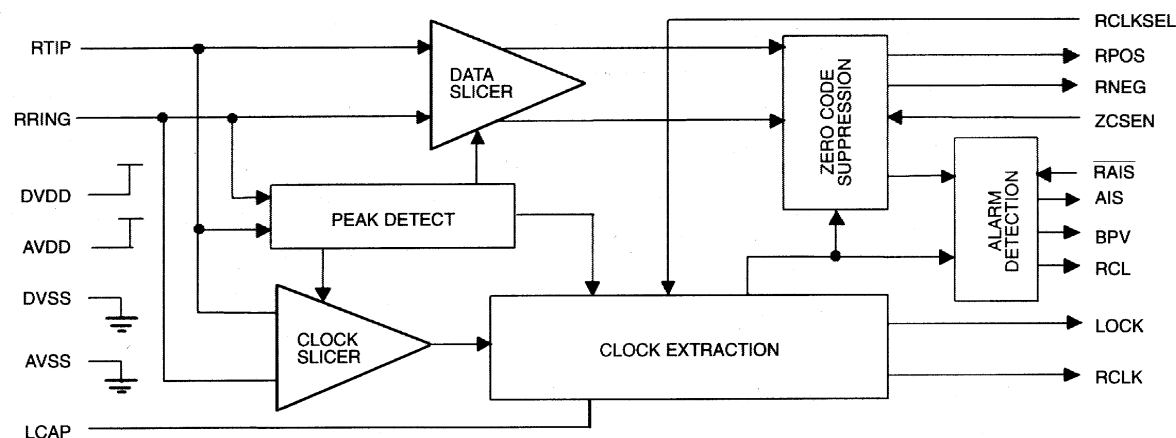 RTIP
RRING
DVDD
AVDD
DVSS
AVSS
LCAP
DATA
SLICER
PEAK DETECT
CLOCK
SLICER
CLOCK EXTRACTION
ZERO CODE
SUPPRESSION
ALARM
DETECTION
RCLKSEL
RPOS
RNEG
ZCSEN
RAIS
AIS
BPV
RCL
LOCK
RCLK